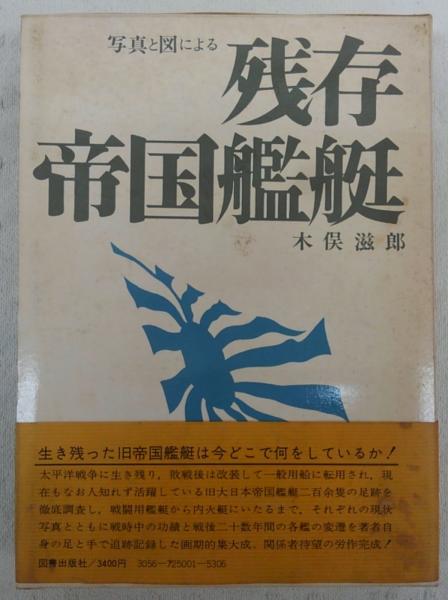 写真と図による
残存
帝国艦艇
木俣滋郎
生き残った旧帝国艦艇は今どこで何をしているか!
太平洋戦争に生き残り,敗戦後は改装して一般用船に転用され,現
在もなお人知れず活躍している旧大日本帝国艦艇二百余隻の足跡を
徹底調査し,戦闘用艦艇から内火艇にいたるまで,それぞれの現状
写真とともに戦時中の功績と戦後二十数年間の各艦の変遷を著者自
身の足と手で追跡記録した画期的集大成。関係者待望の労作完成!
図書出版社/3400円 3056-725001-5306